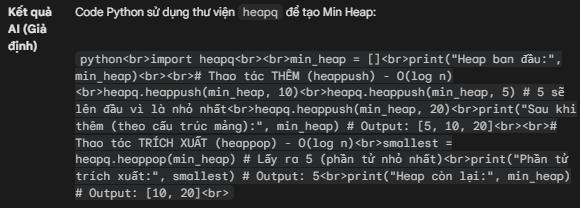 Kết quả
AI (Giả
định)
Code Python sử dụng thư viện heapq để tạo Min Heap:
python<br>import heapq<br><br>min_heap = []<br>print("Heap ban đầu:",
min_heap)<br><br># Thao tác THÊM (heappush) - O(log n)
<br>heapq.heappush(min_heap, 10)<br>heapq.heappush(min_heap, 5) # 5 sẽ
lên đầu vì là nhỏ nhất<br>heapq.heappush(min_heap, 20)<br>print("Sau khi
thêm (theo cấu trúc mảng):", min_heap) # Output: [5, 10, 20]<br><br>#
Thao tác TRÍCH XUẤT (heappop) - O(log n)<br>smallest =
heapq.heappop(min_heap) # Lấy ra 5 (phần tử nhỏ nhất)<br>print("Phần tử
trích xuất:", smallest) # Output: 5<br>print("Heap còn lại:", min_heap)
# Output: [10, 20]<br>